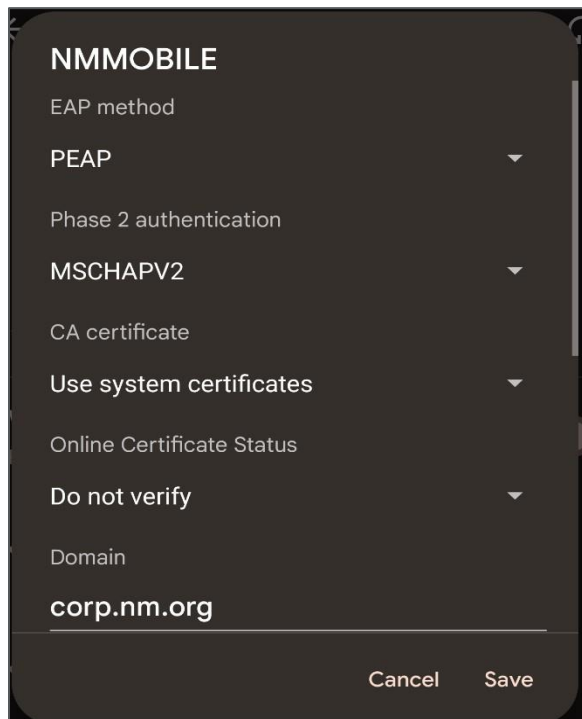 NMMOBILE
EAP method
PEAP
Phase 2 authentication
MSCHAPV2
CA certificate
Use system certificates
Online Certificate Status
Do not verify
Domain
corp.nm.org
Cancel Save